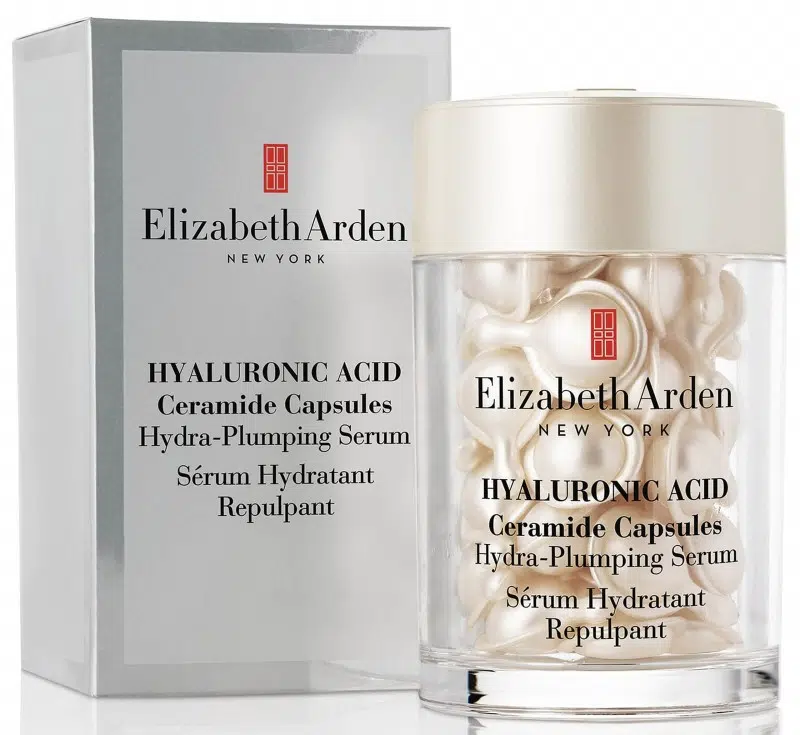 Elizabeth Arden
NEW YORK
HYALURONIC ACID
Ceramide Capsules
Hydra-Plumping Serum
Sérum Hydratant
Repulpant
Elizabeth Arden
NEW YORK
HYALURONIC ACID
Ceramide Capsules
Hydra-Plumping Serum
Sérum Hydratant
Repulpant